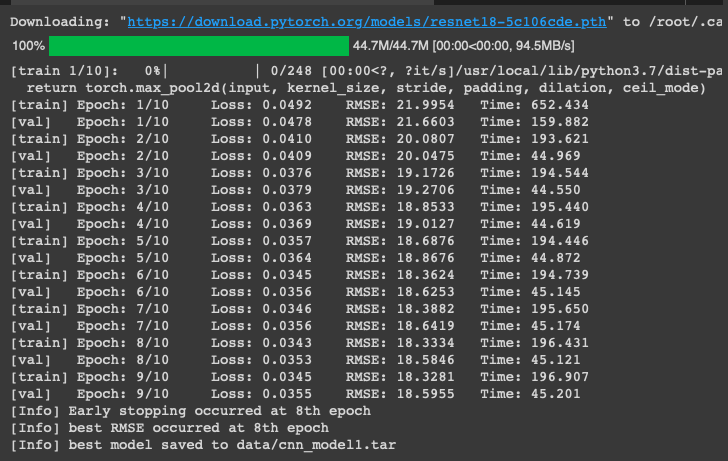 Downloading: "https://download.pytorch.org/models/resnet18-5c106cde.pth" to /root/.ca
100% 44.7M/44.7M [00:00<00:00, 94.5MB/s]
[train 1/10]:   0%|          | 0/248 [00:00<?, ?it/s]/usr/local/lib/python3.7/dist-pa
  return torch.max_pool2d(input, kernel_size, stride, padding, dilation, ceil_mode)
[train] Epoch: 1/10     Loss: 0.0492    RMSE: 21.9954   Time: 652.434
[val]   Epoch: 1/10     Loss: 0.0478    RMSE: 21.6603   Time: 159.882
[train] Epoch: 2/10     Loss: 0.0410    RMSE: 20.0807   Time: 193.621
[val]   Epoch: 2/10     Loss: 0.0409    RMSE: 20.0475   Time: 44.969
[train] Epoch: 3/10     Loss: 0.0376    RMSE: 19.1726   Time: 194.544
[val]   Epoch: 3/10     Loss: 0.0379    RMSE: 19.2706   Time: 44.550
[train] Epoch: 4/10     Loss: 0.0363    RMSE: 18.8533   Time: 195.440
[val]   Epoch: 4/10     Loss: 0.0369    RMSE: 19.0127   Time: 44.619
[train] Epoch: 5/10     Loss: 0.0357    RMSE: 18.6876   Time: 194.446
[val]   Epoch: 5/10     Loss: 0.0364    RMSE: 18.8676   Time: 44.872
[train] Epoch: 6/10     Loss: 0.0345    RMSE: 18.3624   Time: 194.739
[val]   Epoch: 6/10     Loss: 0.0356    RMSE: 18.6253   Time: 45.145
[train] Epoch: 7/10     Loss: 0.0346    RMSE: 18.3882   Time: 195.650
[val]   Epoch: 7/10     Loss: 0.0356    RMSE: 18.6419   Time: 45.174
[train] Epoch: 8/10     Loss: 0.0343    RMSE: 18.3334   Time: 196.431
[val]   Epoch: 8/10     Loss: 0.0353    RMSE: 18.5846   Time: 45.121
[train] Epoch: 9/10     Loss: 0.0345    RMSE: 18.3281   Time: 196.907
[val]   Epoch: 9/10     Loss: 0.0355    RMSE: 18.5955   Time: 45.201
[Info] Early stopping occurred at 8th epoch
[Info] best RMSE occurred at 8th epoch
[Info] best model saved to data/cnn_model1.tar